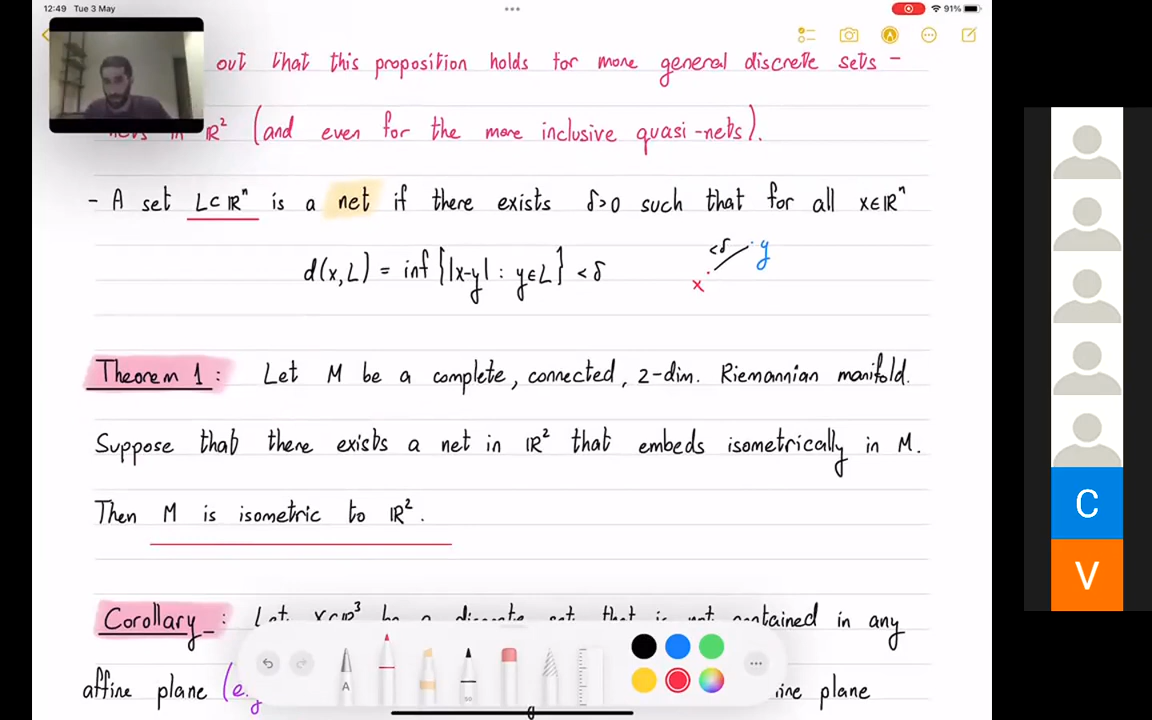 12:49 Tue 3 May
91%
out that this proposition holds for more general discrete sets -
in ℝ² (and even for the more inclusive quasi-nets).
- A set L⊂ℝⁿ is a net if there exists δ>0 such that for all x∈ℝⁿ
d(x,L) = inf {|x-y| : y∈L} < δ
<δ y
x
Theorem 1: Let M be a complete, connected, 2-dim. Riemannian manifold.
Suppose that there exists a net in ℝ² that embeds isometrically in M.
Then M is isometric to ℝ².
Corollary: Let X⊂ℝ³ be a discrete set that is not contained in any
affine plane (e.g plane
A
50
C
V